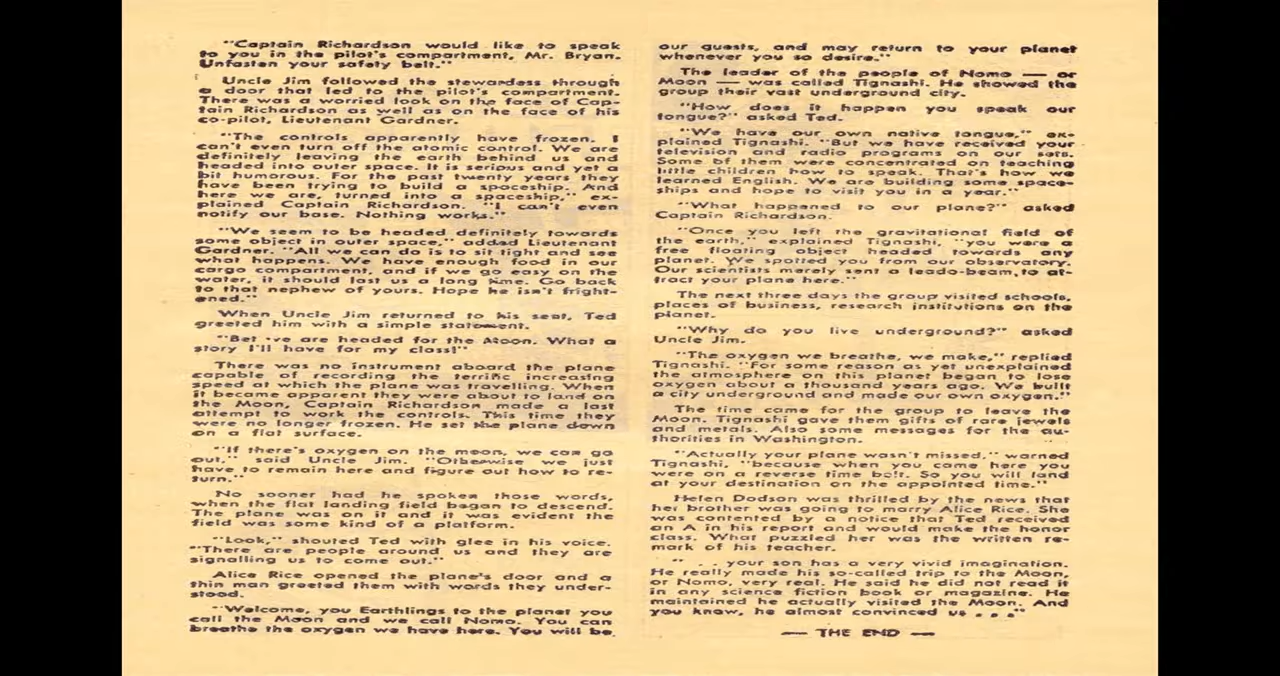 "Captain Richardson would like to speak
to you in the pilot's compartment, Mr. Bryan.
Unfasten your safety belt."
Uncle Jim followed the stewardess through
a door that led to the pilot's compartment.
There was a worried look on the face of Cap-
tain Richardson as well as on the face of his
co-pilot, Lieutenant Gardner.
"The controls apparently have frozen. I
can't even turn off the atomic control. We are
definitely leaving the earth behind us and
headed into outer space. It is serious and yet a
bit humorous. For the past twenty years they
have been trying to build a spaceship. And
here we are, turned into a spaceship," ex-
plained Captain Richardson. "I can't even
notify our base. Nothing works."
"We seem to be headed definitely towards
some object in outer space," added Lieutenant
Gardner. "All we can do is to sit tight and see
what happens. We have enough food in our
cargo compartment, and if we go easy on the
water, it should last us a long time. Go back
to that nephew of yours. Hope he isn't fright-
ened."
When Uncle Jim returned to his seat, Ted
greeted him with a simple statement.
"Bet we are headed for the Moon. What a
story I'll have for my class!"
There was no instrument aboard the plane
capable of recording the terrific increasing
speed at which the plane was travelling. When
it became apparent they were about to land on
the Moon, Captain Richardson made a last
attempt to work the controls. This time they
were no longer frozen. He set the plane down
on a flat surface.
"If there's oxygen on the moon, we can go
out," said Uncle Jim. "Otherwise we just
have to remain here and figure out how to re-
turn."
No sooner had he spoken those words,
when the flat landing field began to descend.
The plane was on it and it was evident the
field was some kind of a platform.
"Look," shouted Ted with glee in his voice.
"There are people around us and they are
signalling us to come out."
Alice Rice opened the plane's door and a
thin man greeted them with words they under-
stood.
"Welcome, you Earthlings to the planet you
call the Moon and we call Nomo. You can
breathe the oxygen we have here. You will be
our guests, and may return to your planet
whenever you so desire."
The leader of the people of Nomo — or
Moon — was called Tignashi. He showed the
group their vast underground city.
"How does it happen you speak our
tongue?" asked Ted.
"We have our own native tongue," ex-
plained Tignashi. "But we have received your
television and radio programs on our sets.
Some of them were concentrated on teaching
little children how to speak. That's how we
learned English. We are building some space-
ships and hope to visit you in a year."
"What happened to our plane?" asked
Captain Richardson.
"Once you left the gravitational field of
the earth," explained Tignashi, "you were a
free floating object headed towards any
planet. We spotted you from our observatory.
Our scientists merely sent a leado-beam, to at-
tract your plane here."
The next three days the group visited schools,
places of business, research institutions on the
planet.
"Why do you live underground?" asked
Uncle Jim.
"The oxygen we breathe, we make," replied
Tignashi. "For some reason as yet unexplained
the atmosphere on this planet began to lose
oxygen about a thousand years ago. We built
a city underground and made our own oxygen."
The time came for the group to leave the
Moon. Tignashi gave them gifts of rare jewels
and metals. Also some messages for the au-
thorities in Washington.
"Actually your plane wasn't missed," warned
Tignashi, "because when you came here you
were on a reverse time belt. So you will land
at your destination on the appointed time."
Helen Dodson was thrilled by the news that
her brother was going to marry Alice Rice. She
was contented by a notice that Ted received
an A in his report and would make the honor
class. What puzzled her was the written re-
mark of his teacher.
". . . your son has a very vivid imagination.
He really made his so-called trip to the Moon,
or Nomo, very real. He said he did not read it
in any science fiction book or magazine. He
maintained he actually visited the Moon. And
you know, he almost convinced us . . ."
— THE END —